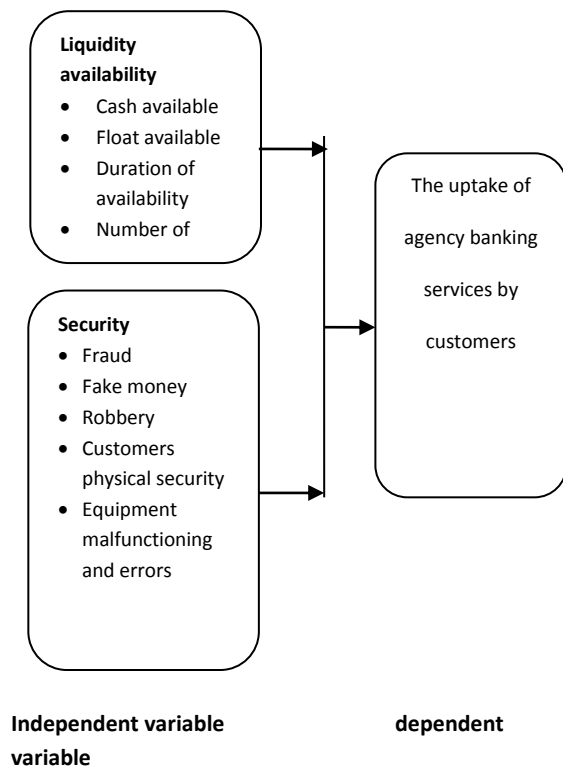 Liquidity
availability
• Cash available
• Float available
• Duration of
availability
• Number of
Security
• Fraud
• Fake money
• Robbery
• Customers
physical security
• Equipment
malfunctioning
and errors
The uptake of
agency banking
services by
customers
Independent variable dependent
variable